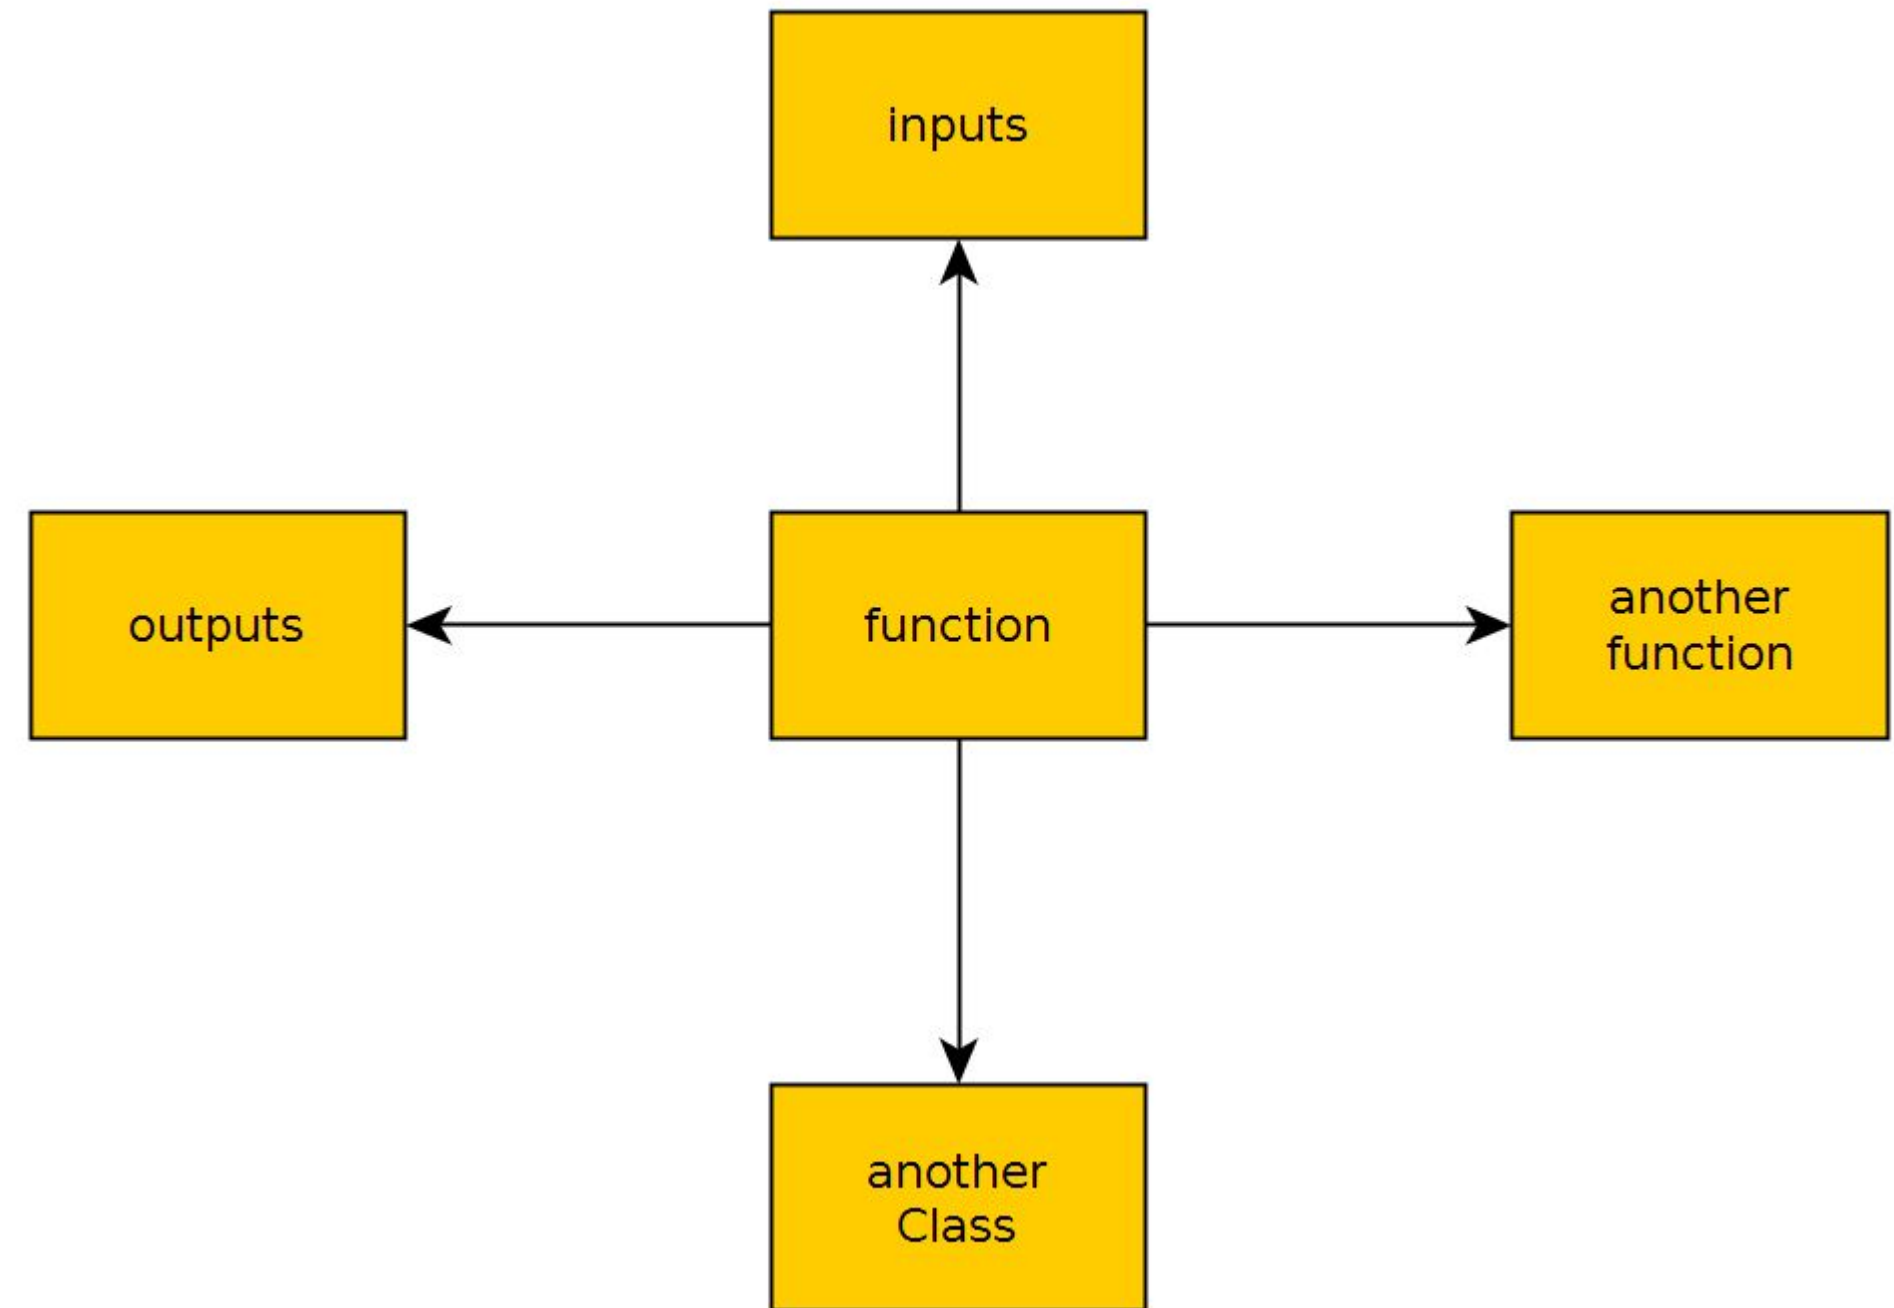 inputs
outputs
function
another
function
another
Class